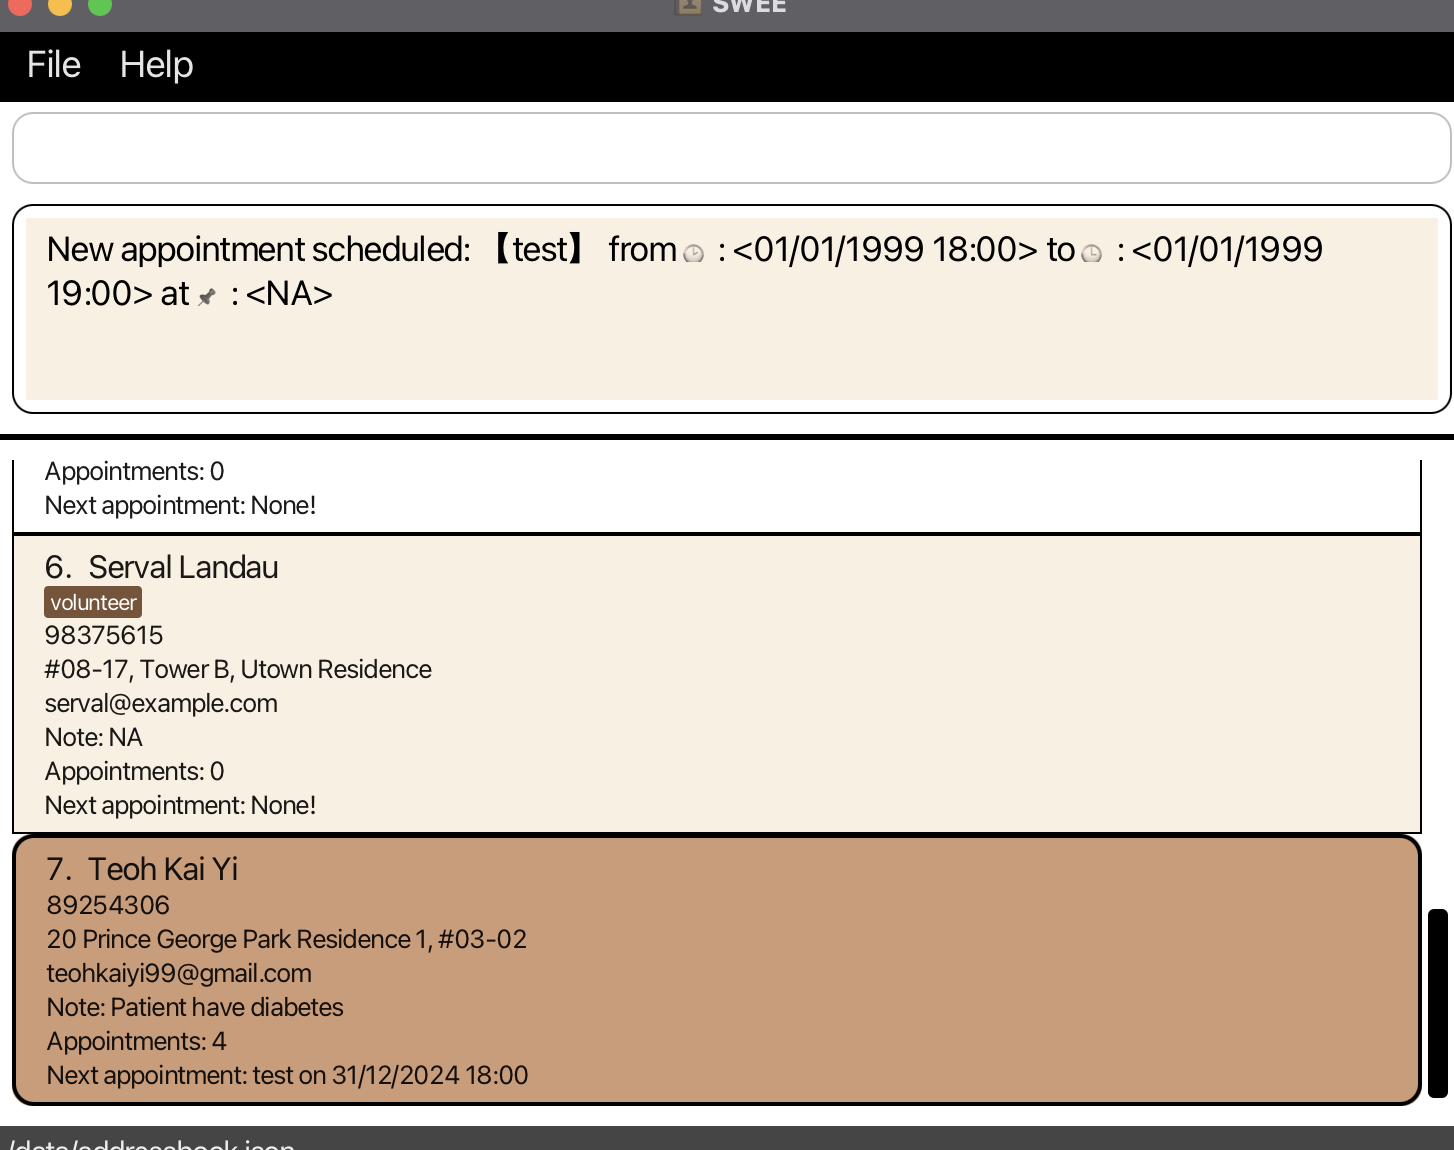 SWEE
File Help
New appointment scheduled: 【test】 from 🕒 : <01/01/1999 18:00> to 🕒 : <01/01/1999
19:00> at 📌 : <NA>
Appointments: 0
Next appointment: None!
6. Serval Landau
volunteer
98375615
#08-17, Tower B, Utown Residence
serval@example.com
Note: NA
Appointments: 0
Next appointment: None!
7. Teoh Kai Yi
89254306
20 Prince George Park Residence 1, #03-02
teohkaiyi99@gmail.com
Note: Patient have diabetes
Appointments: 4
Next appointment: test on 31/12/2024 18:00
/data/addressbook.json